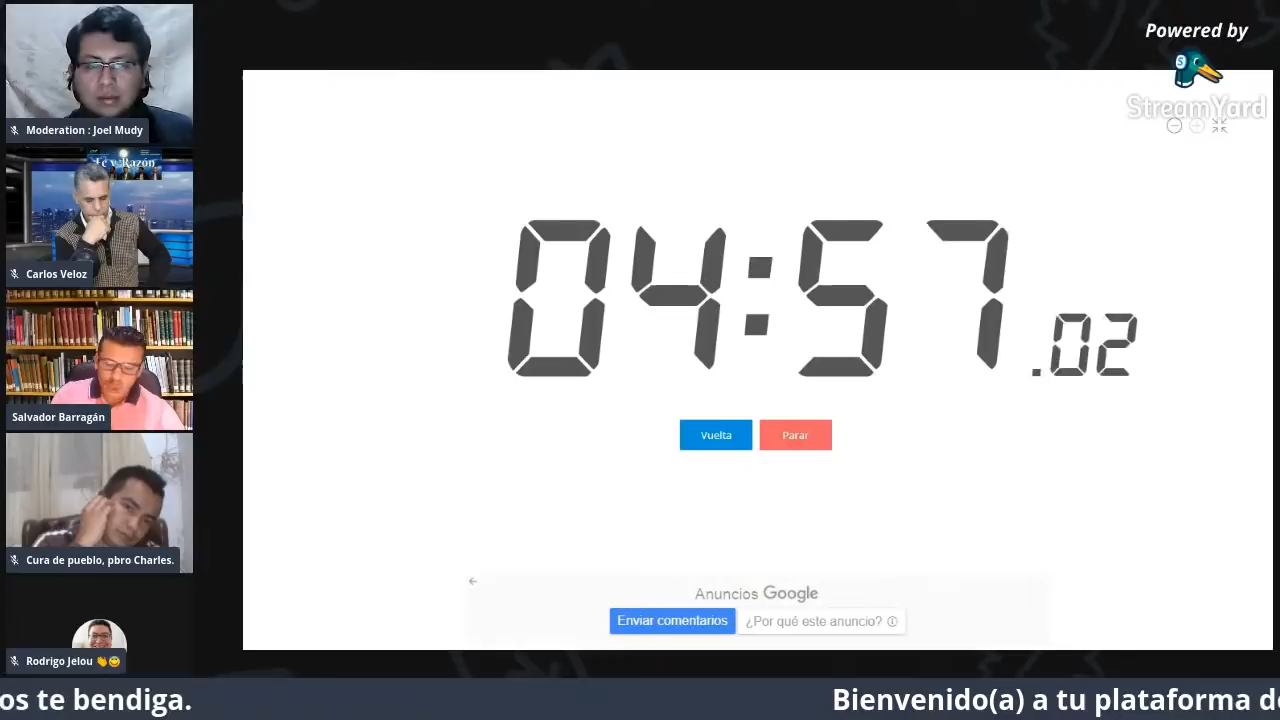 Powered by
StreamYard
Moderation : Joel Mudy
Fe y Razón
Carlos Veloz
Salvador Barragán
Cura de pueblo, pbro Charles.
Rodrigo Jelou 👏😊
04:57.02
Vuelta
Parar
Anuncios Google
Enviar comentarios
¿Por qué este anuncio?
os te bendiga.
Bienvenido(a) a tu plataforma de